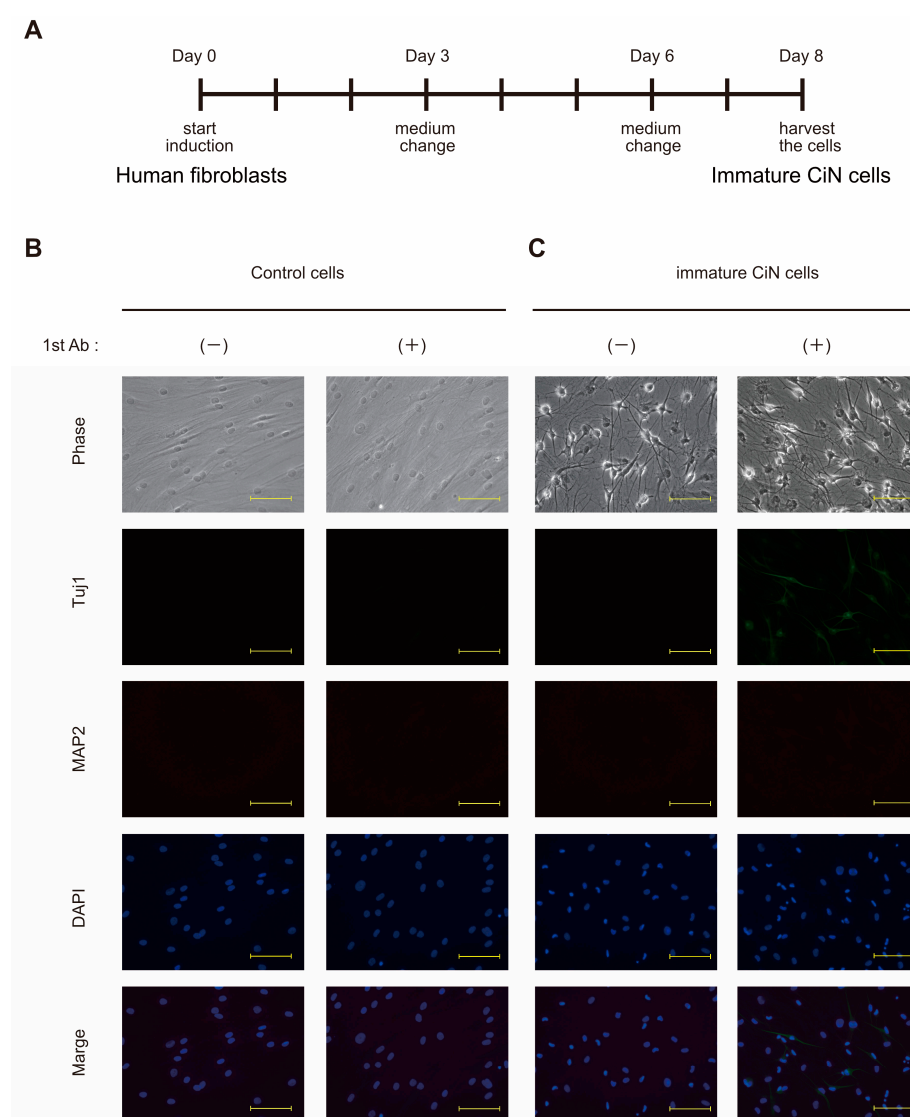 A
Day 0 Day 3 Day 6 Day 8
start induction medium change medium change harvest the cells
Human fibroblasts Immature CiN cells
B C
Control cells immature CiN cells
1st Ab : (−) (+) (−) (+)
Phase
Tuj1
MAP2
DAPI
Marge